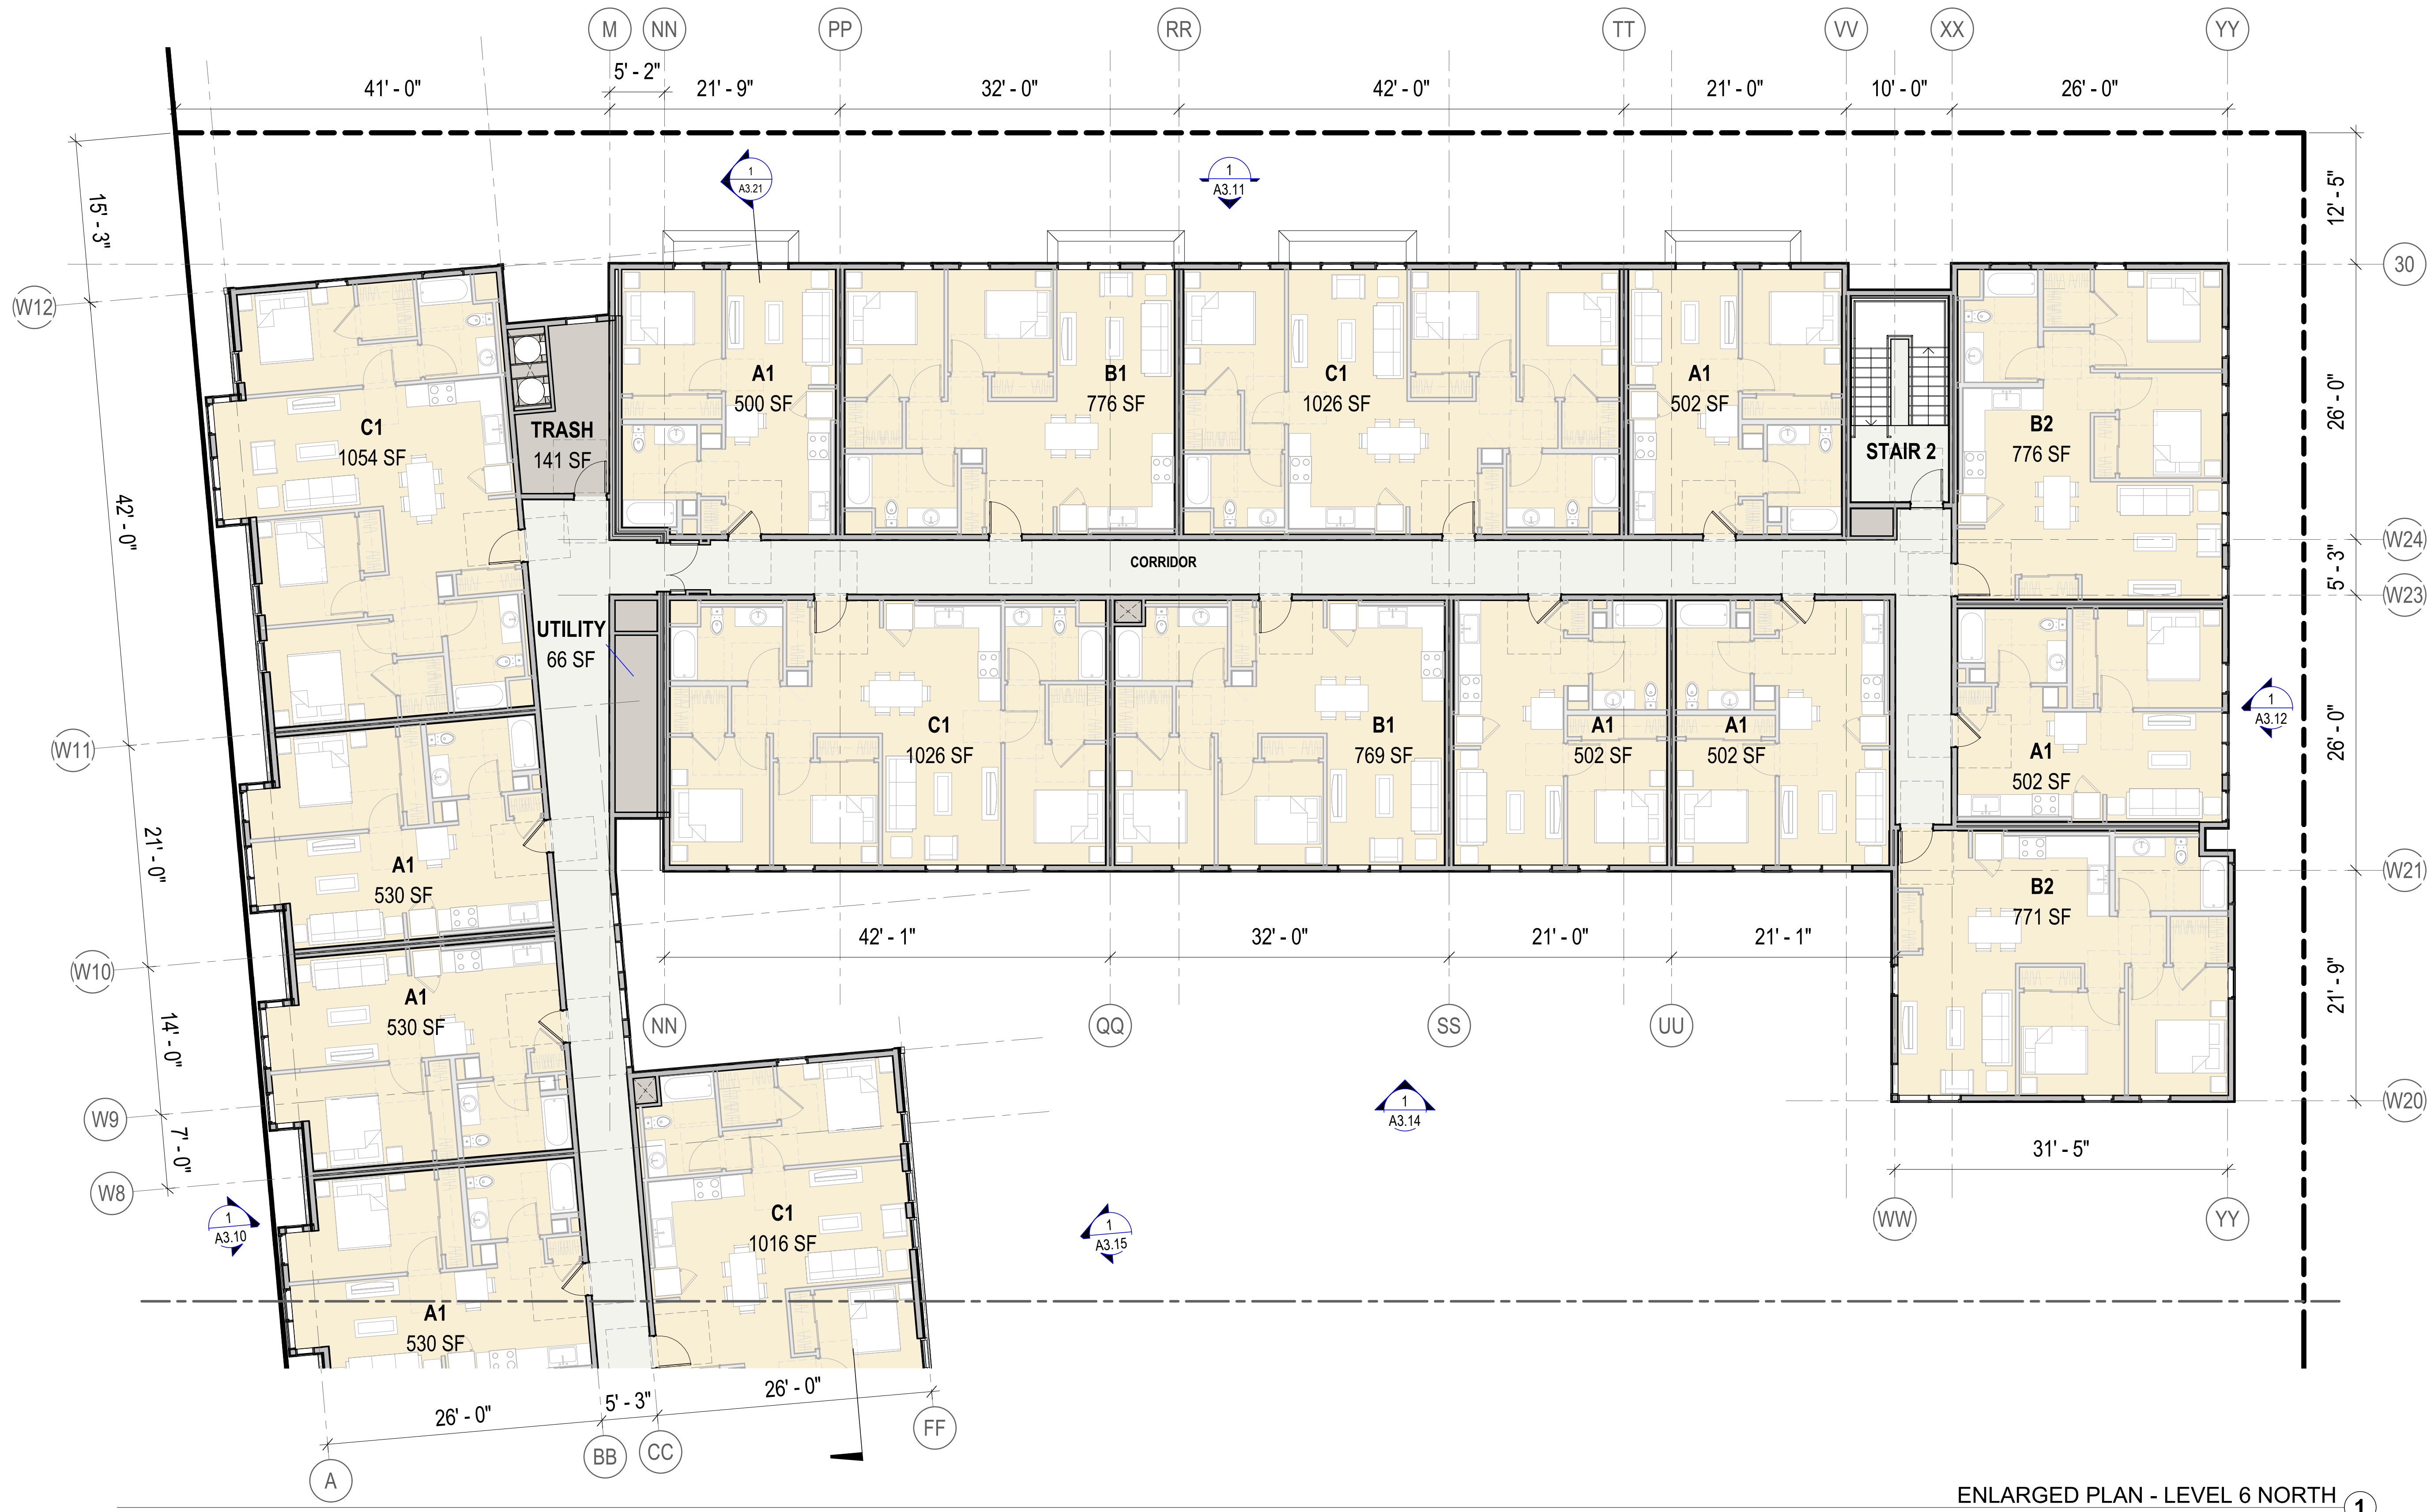 M NN PP RR TT VV XX YY
5' - 2"
41' - 0" 21' - 9" 32' - 0" 42' - 0" 21' - 0" 10' - 0" 26' - 0"
1
A3.21
1
A3.11
12' - 5"
15' - 3"
30
W12
A1
500 SF
B1
776 SF
C1
1026 SF
A1
502 SF
26' - 0"
C1
1054 SF
TRASH
141 SF
STAIR 2
B2
776 SF
42' - 0"
W24
CORRIDOR
5' - 3"
W23
UTILITY
66 SF
C1
1026 SF
B1
769 SF
A1
502 SF
A1
502 SF
A1
502 SF
1
A3.12
26' - 0"
W11
21' - 0"
A1
530 SF
W21
B2
771 SF
42' - 1" 32' - 0" 21' - 0" 21' - 1"
W10
A1
530 SF
21' - 9"
14' - 0"
NN QQ SS UU
W9
1
A3.14
W20
7' - 0"
31' - 5"
W8
1
A3.10
C1
1016 SF
1
A3.15
WW YY
A1
530 SF
26' - 0" 5' - 3" 26' - 0"
A BB CC FF
ENLARGED PLAN - LEVEL 6 NORTH 1